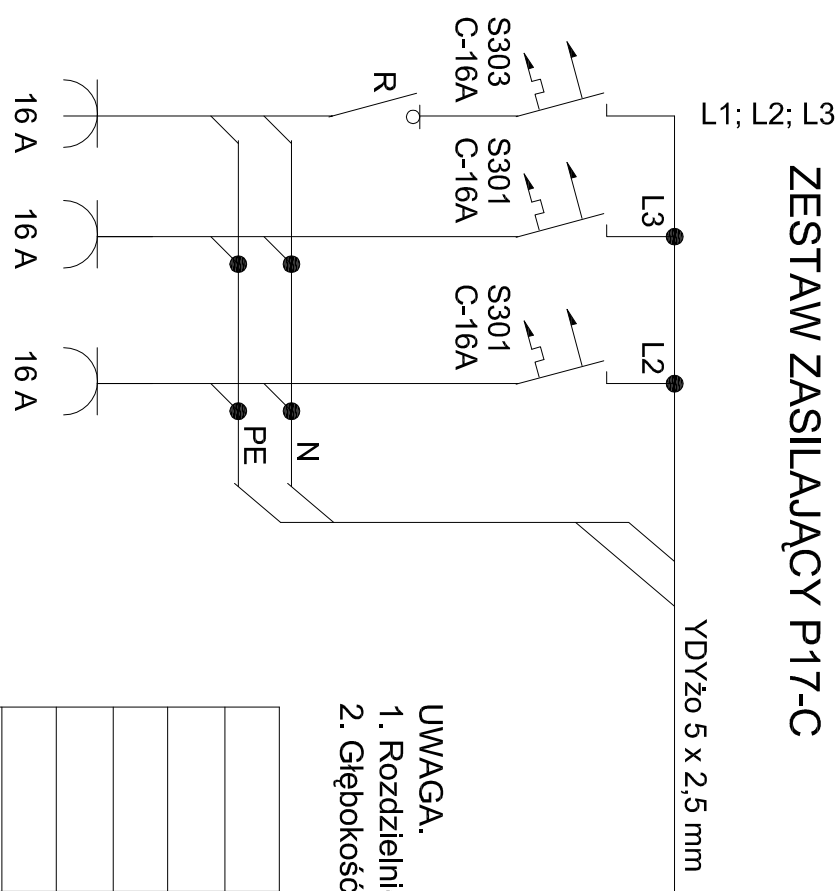 ZESTAW ZASILAJĄCY P17-C
L1; L2; L3
L3
L2
YDYżo 5 x 2,5 mm
S303
C-16A
S301
C-16A
S301
C-16A
R
N
PE
16 A
16 A
16 A
UWAGA.
1. Rozdzielni
2. Głębokość